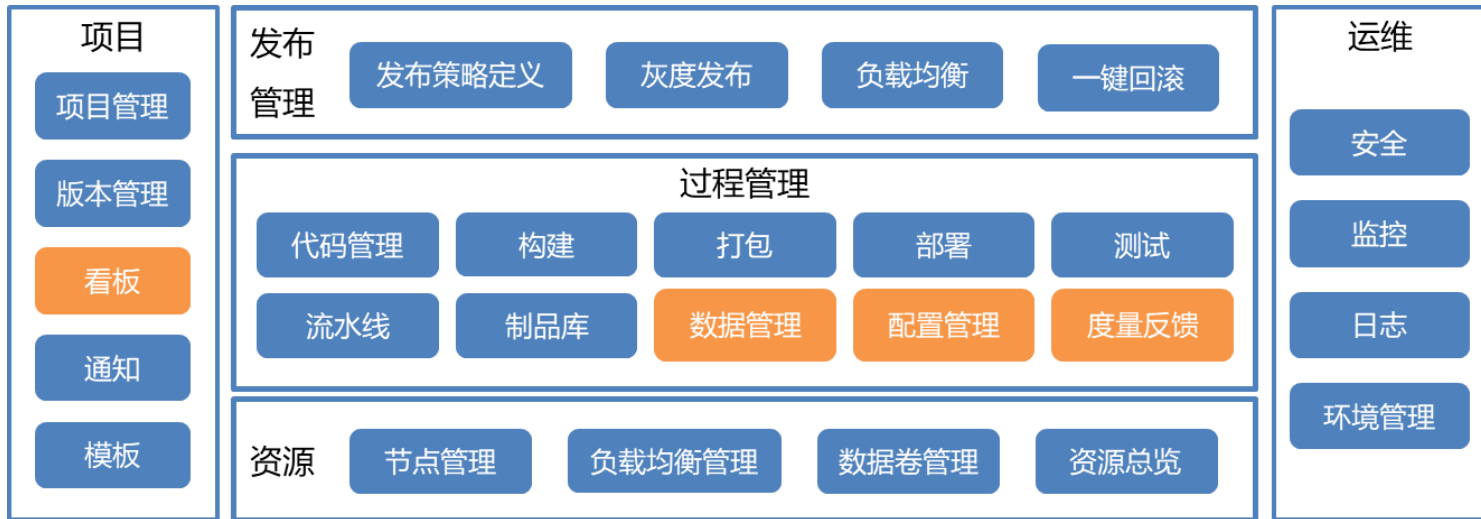 项目
项目管理
版本管理
看板
通知
模板
发布
管理
发布策略定义
灰度发布
负载均衡
一键回滚
过程管理
代码管理
构建
打包
部署
测试
流水线
制品库
数据管理
配置管理
度量反馈
资源
节点管理
负载均衡管理
数据卷管理
资源总览
运维
安全
监控
日志
环境管理